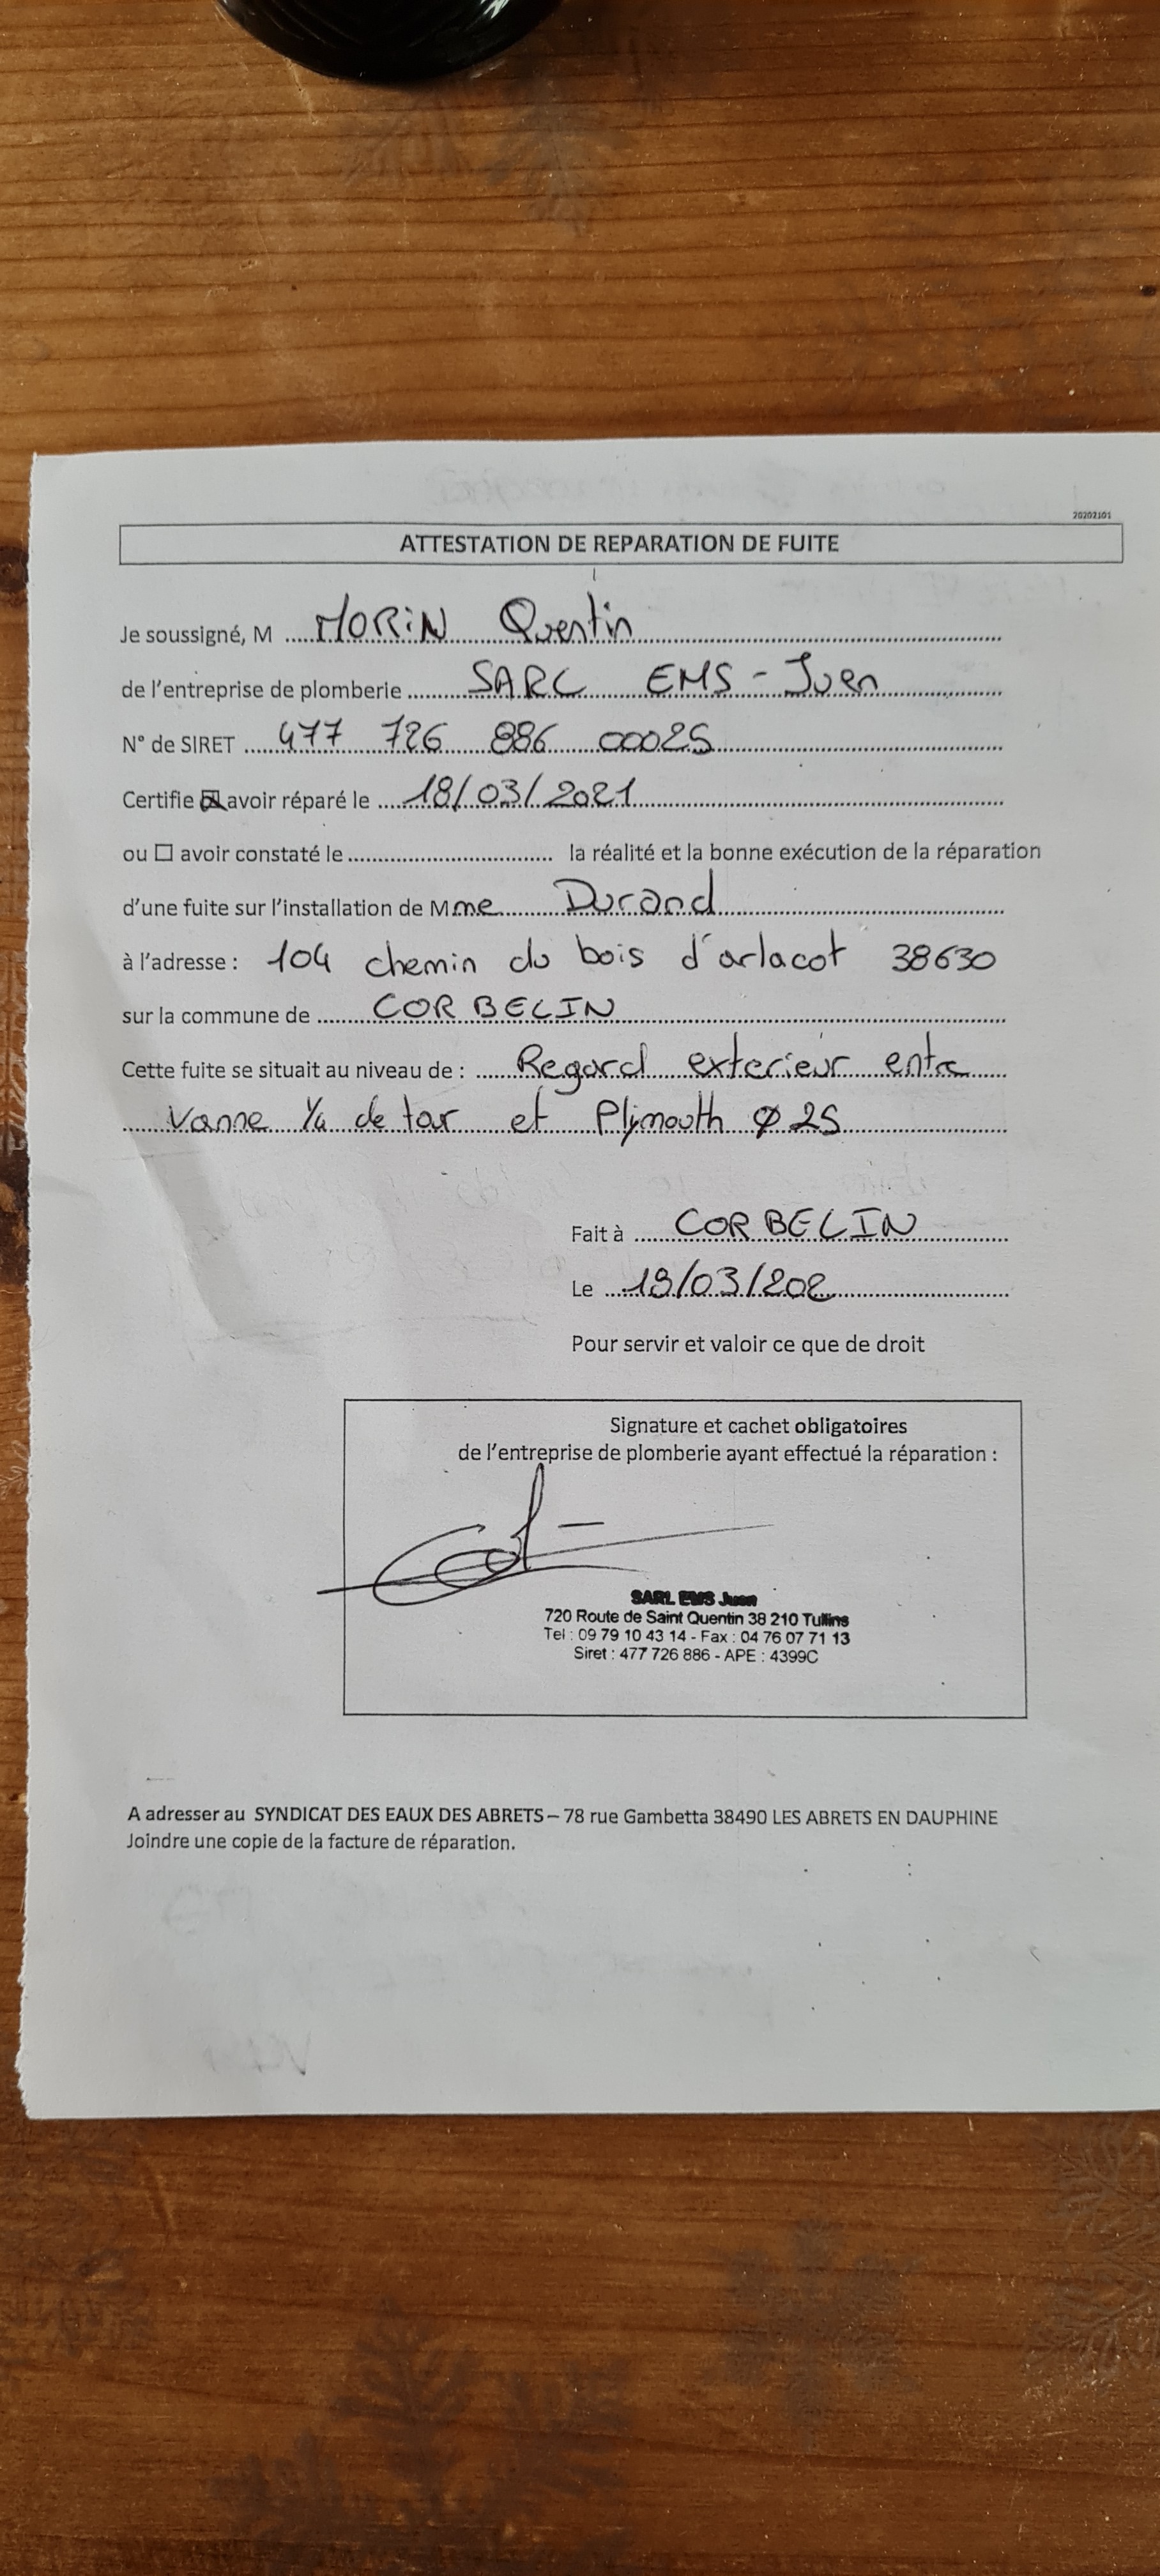 20202101
ATTESTATION DE REPARATION DE FUITE
Je soussigné, M MORIN Quentin
de l'entreprise de plomberie SARL EMS - Juen
N° de SIRET 477 726 886 00025
Certifie ☒ avoir réparé le 18/03/2021
ou ☐ avoir constaté le la réalité et la bonne exécution de la réparation
d'une fuite sur l'installation de Mme Durand
à l'adresse : 104 chemin du bois d'arlacot 38630
sur la commune de CORBELIN
Cette fuite se situait au niveau de : Regard exterieur entre
Vanne 1/4 de tour et Plymouth Ø 25
Fait à CORBELIN
Le 18/03/202
Pour servir et valoir ce que de droit
Signature et cachet obligatoires
de l'entreprise de plomberie ayant effectué la réparation :
SARL EMS Juen
720 Route de Saint Quentin 38 210 Tullins
Tel : 09 79 10 43 14 - Fax : 04 76 07 71 13
Siret : 477 726 886 - APE : 4399C
A adresser au SYNDICAT DES EAUX DES ABRETS – 78 rue Gambetta 38490 LES ABRETS EN DAUPHINE
Joindre une copie de la facture de réparation.